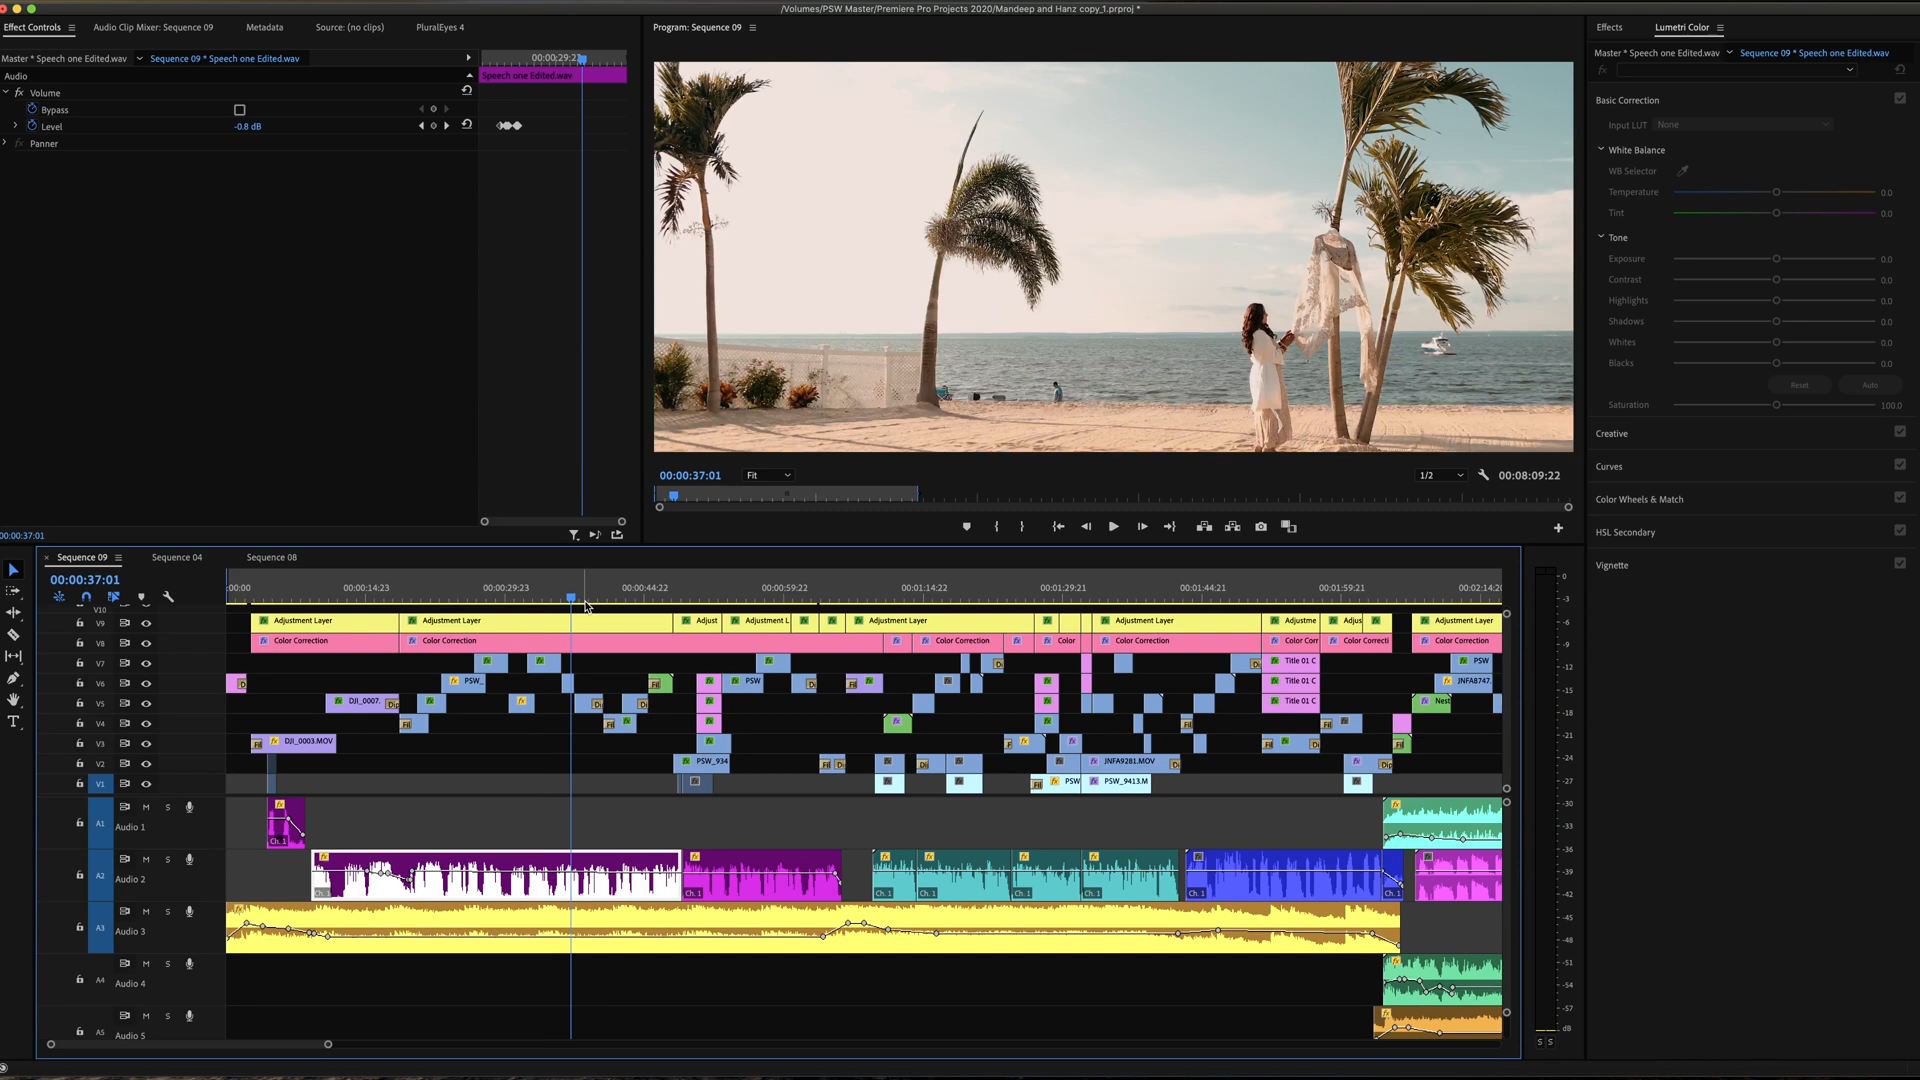 /Volumes/PSW Master/Premiere Pro Projects 2020/Mandeep and Hanz copy_1.prproj *
Effect Controls
Audio Clip Mixer: Sequence 09
Metadata
Source: (no clips)
PluralEyes 4
Program: Sequence 09
Effects
Lumetri Color
Master * Speech one Edited.wav
Sequence 09 * Speech one Edited.wav
Master * Speech one Edited.wav
Sequence 09 * Speech one Edited.wav
Audio
Speech one Edited.wav
fx Volume
Bypass
Level
-0.8 dB
fx Panner
Basic Correction
Input LUT None
White Balance
WB Selector
Temperature 0.0
Tint 0.0
Tone
Exposure 0.0
Contrast 0.0
Highlights 0.0
Shadows 0.0
Whites 0.0
Blacks 0.0
Reset Auto
Saturation 100.0
Creative
Curves
Color Wheels & Match
HSL Secondary
Vignette
00:00:37:01
Fit
1/2
00:08:09:22
00:00:37:01
Sequence 09
Sequence 04
Sequence 08
00:00:37:01
:00:00 00:00:14:23 00:00:29:23 00:00:44:22 00:00:59:22 00:01:14:22 00:01:29:21 00:01:44:21 00:01:59:21 00:02:14:20
V10
V9 Adjustment Layer Adjustment Layer Adjust Adjustment L Adjustment Layer Adjustment Layer Adjustme Adjus Adjustment Layer
V8 Color Correction Color Correction Color Correction Color Color Correction Color Corr Color Correcti Color Correction
V7 Title 01 C PSW
V6 PSW_ PSW Title 01 C JNFA8747.
V5 DJI_0007. Title 01 C Nest
V4
V3 DJI_0003.MOV
V2 PSW_934 JNFA9281.MOV
V1 PSW PSW_9413.M
A1 M S
Audio 1
Ch. 1
A2 M S
Audio 2
Ch. 1 Ch. 1 Ch. 1 Ch. 1 Ch. 1 Ch. 1 Ch. 1 Ch. 1
A3 M S
Audio 3
A4 M S
Audio 4
A5 M S
Audio 5
0
-3
-6
-9
-12
-15
-18
-21
-24
-27
-30
-33
-36
-39
-42
-45
-48
-51
-54
-57
dB
S S